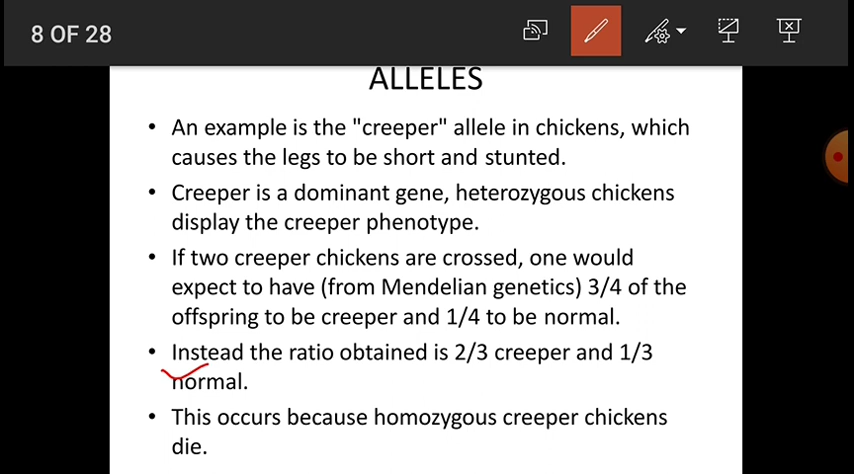 8 OF 28
ALLELES
• An example is the "creeper" allele in chickens, which
causes the legs to be short and stunted.
• Creeper is a dominant gene, heterozygous chickens
display the creeper phenotype.
• If two creeper chickens are crossed, one would
expect to have (from Mendelian genetics) 3/4 of the
offspring to be creeper and 1/4 to be normal.
• Instead the ratio obtained is 2/3 creeper and 1/3
normal.
• This occurs because homozygous creeper chickens
die.